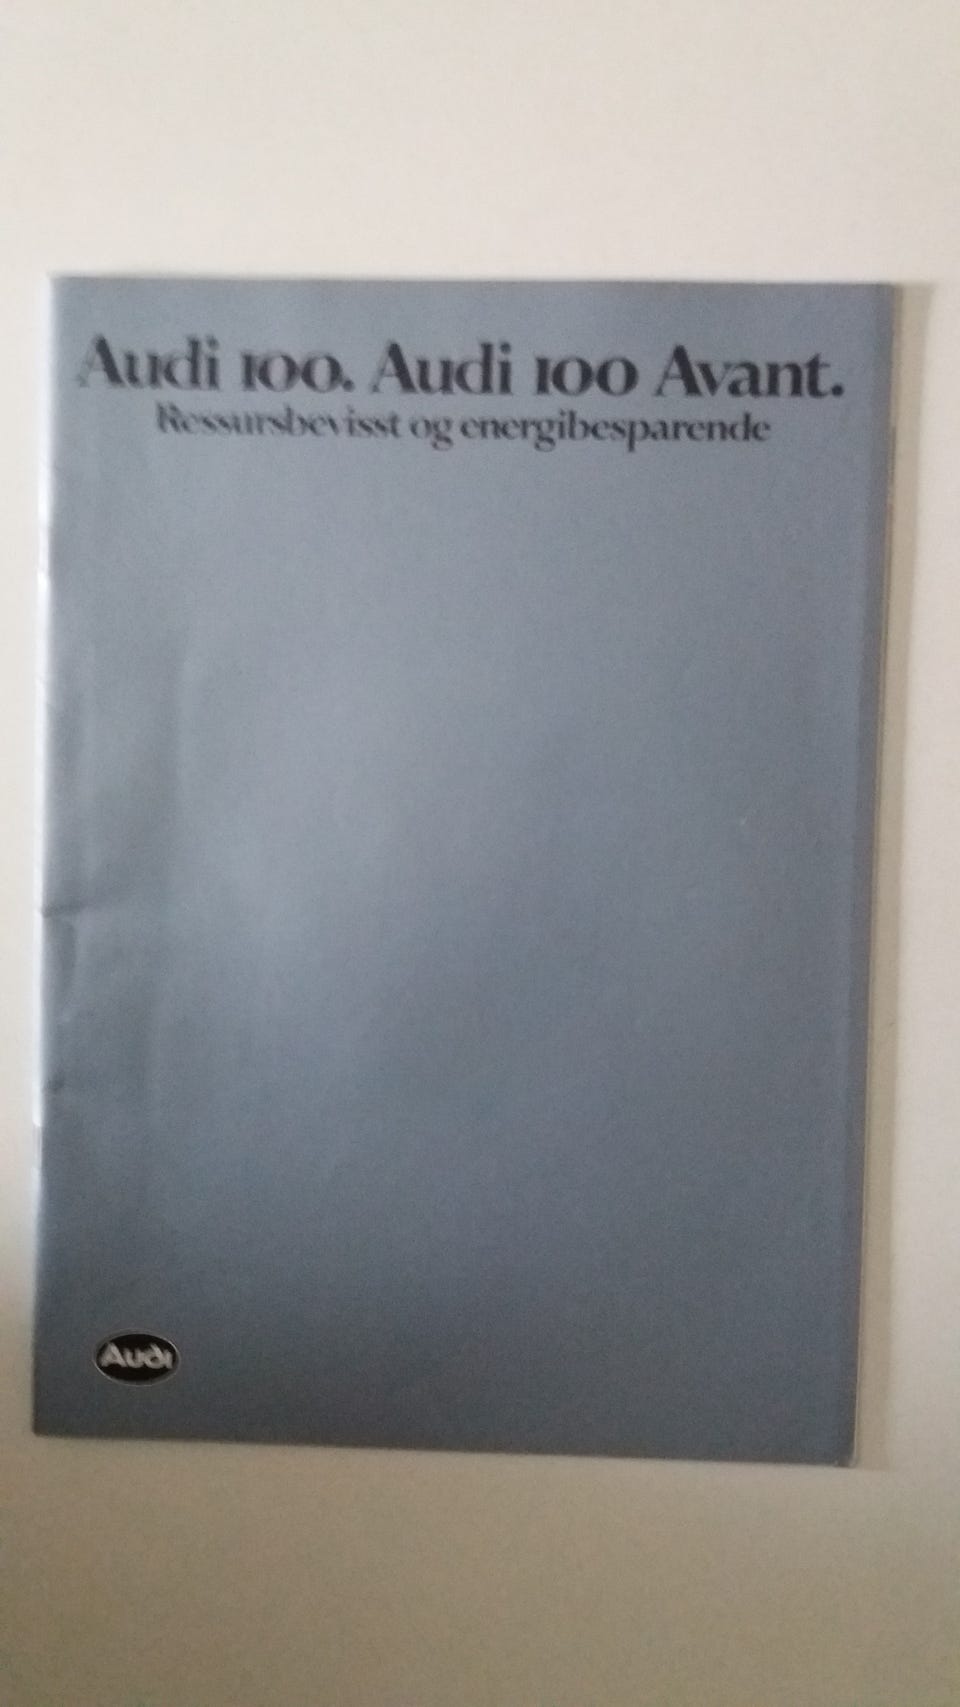 Audi 100. Audi 100 Avant.
Ressursbevisst og energibesparende
Audi